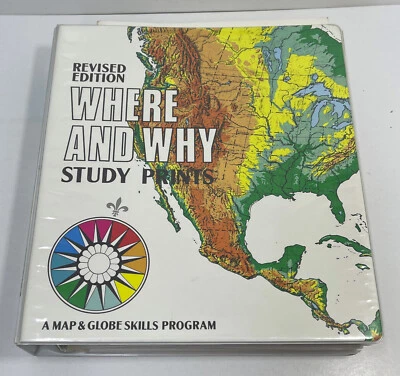 REVISED
EDITION
WHERE
AND WHY
STUDY PRINTS
A MAP & GLOBE SKILLS PROGRAM